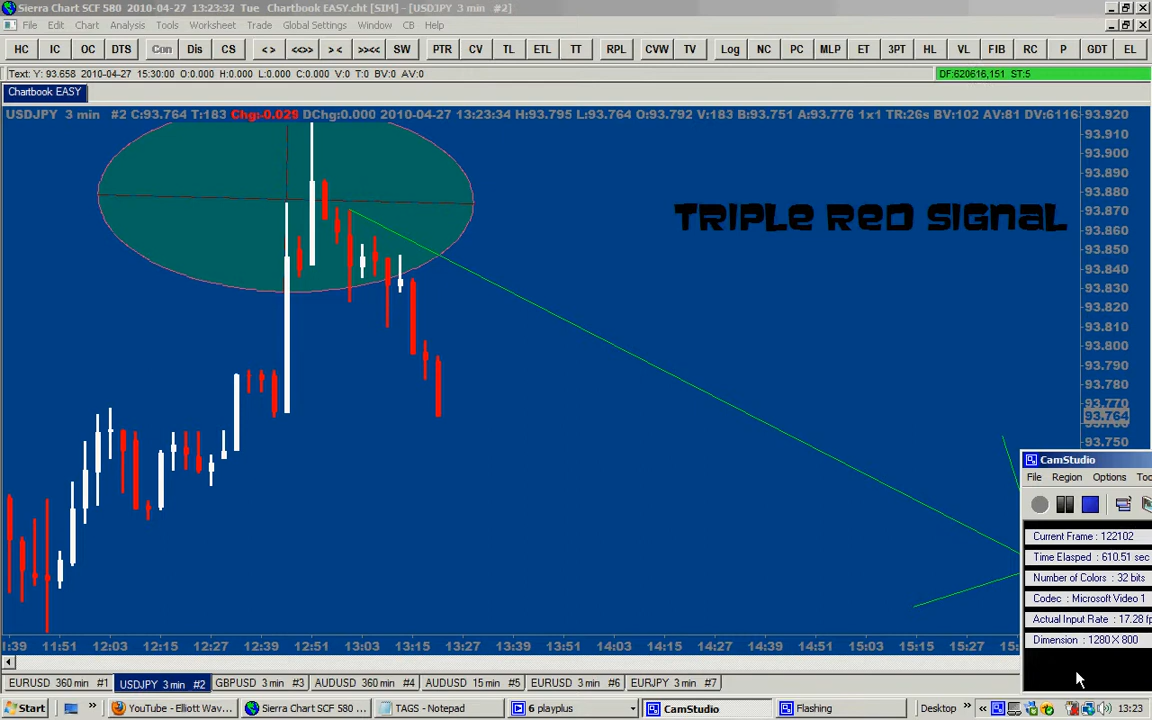 Sierra Chart SCF 580 2010-04-27 13:23:32 Tue Chartbook EASY.cht [SIM] - [USDJPY 3 min #2]
File Edit Chart Analysis Tools Worksheet Trade Global Settings Window CB Help
HC IC OC DTS Con Dis CS < > <<>> > < >><< SW PTR CV TL ETL TT RPL CVW TV Log NC PC MLP ET 3PT HL VL FIB RC P GDT EL
Text: Y: 93.658 2010-04-27 15:30:00 O:0.000 H:0.000 L:0.000 C:0.000 V:0 T:0 BV:0 AV:0
DF:620616,151 ST:5
Chartbook EASY
USDJPY 3 min #2 C:93.764 T:183 Chg:-0.029 DChg:0.000 2010-04-27 13:23:34 H:93.795 L:93.764 O:93.792 V:183 B:93.751 A:93.776 1x1 TR:26s BV:102 AV:81 DV:6116
93.920
93.910
93.900
93.890
93.880
93.870
93.860
93.850
93.840
93.830
93.820
93.810
93.800
93.790
93.780
93.770
93.764
93.750
TRIPLE RED SIGNAL
CamStudio
File Region Options
Current Frame : 122102
Time Elasped : 610.51 sec
Number of Colors : 32 bits
Codec : Microsoft Video 1
Actual Input Rate : 17.28 fp
Dimension : 1280 X 800
1:39 11:51 12:03 12:15 12:27 12:39 12:51 13:03 13:15 13:27 13:39 13:51 14:03 14:15 14:27 14:39 14:51 15:03 15:15 15:27 15:
EURUSD 360 min #1 USDJPY 3 min #2 GBPUSD 3 min #3 AUDUSD 360 min #4 AUDUSD 15 min #5 EURUSD 3 min #6 EURJPY 3 min #7
Start YouTube - Elliott Wav... Sierra Chart SCF 580 ... TAGS - Notepad 6 playplus CamStudio Flashing Desktop 13:23